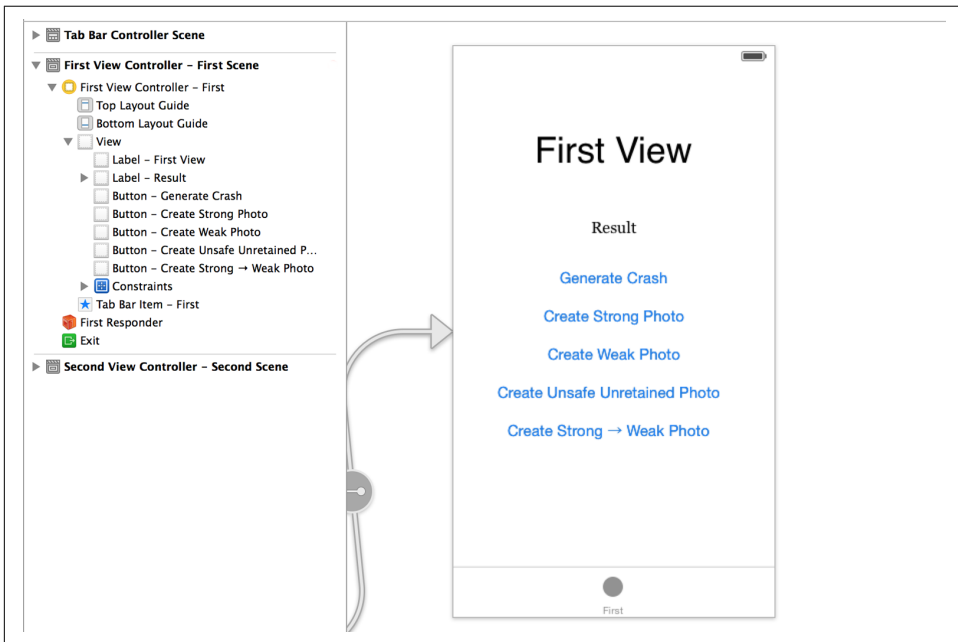 Tab Bar Controller Scene
First View Controller – First Scene
First View Controller – First
Top Layout Guide
Bottom Layout Guide
View
Label – First View
Label – Result
Button – Generate Crash
Button – Create Strong Photo
Button – Create Weak Photo
Button – Create Unsafe Unretained P...
Button – Create Strong → Weak Photo
Constraints
Tab Bar Item – First
First Responder
Exit
Second View Controller – Second Scene
First View
Result
Generate Crash
Create Strong Photo
Create Weak Photo
Create Unsafe Unretained Photo
Create Strong → Weak Photo
First